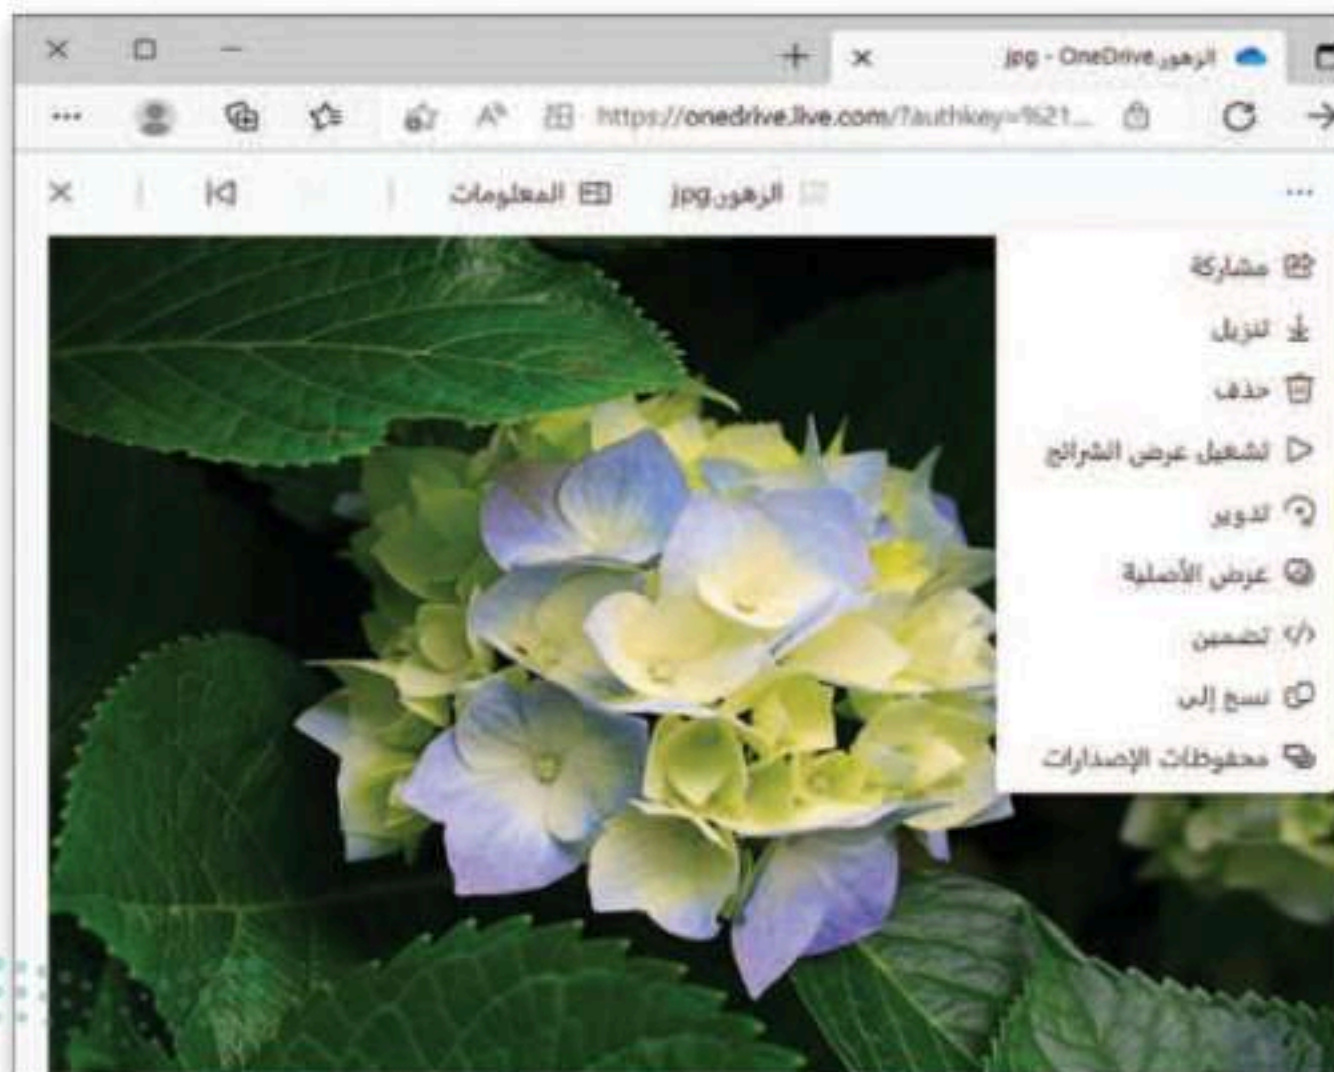 الزهور.jpg - OneDrive
https://onedrive.live.com/?authkey=%21...
الزهور.jpg
المعلومات
مشاركة
تنزيل
حذف
تشغيل عرض الشرائح
تدوير
عرض الأصلية
تضمين
نسخ إلى
محفوظات الإصدارات